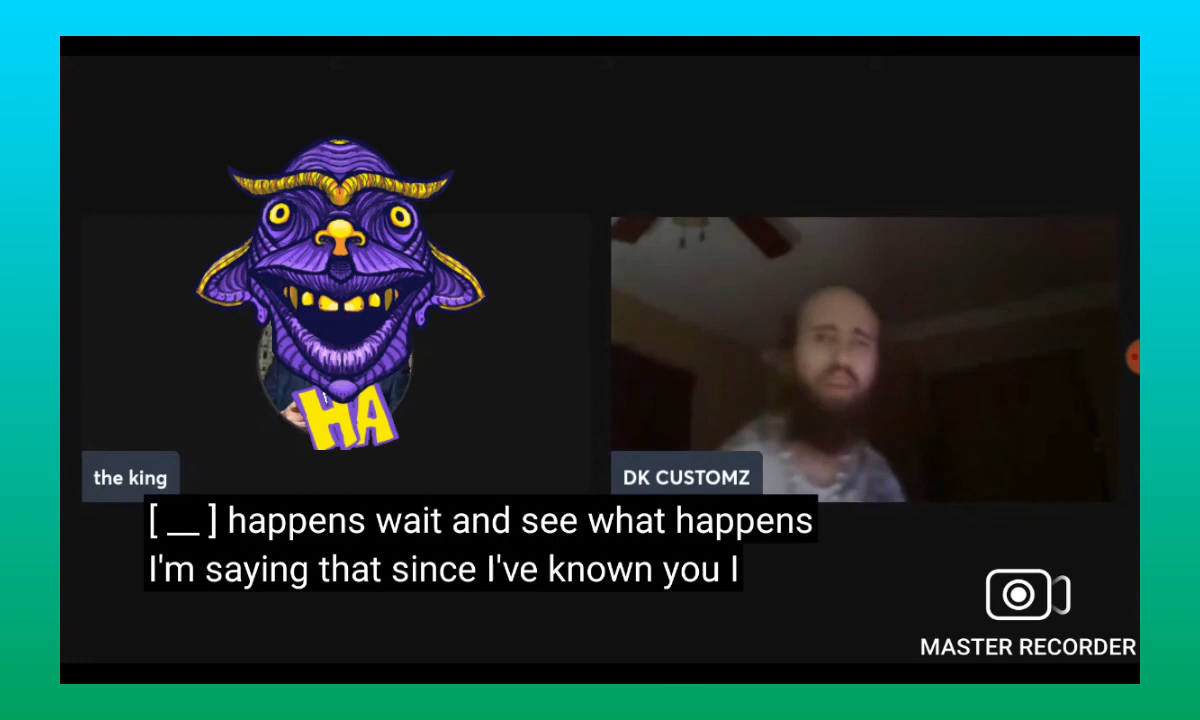 HA
the king
DK CUSTOMZ
[ __ ] happens wait and see what happens
I'm saying that since I've known you I
MASTER RECORDER